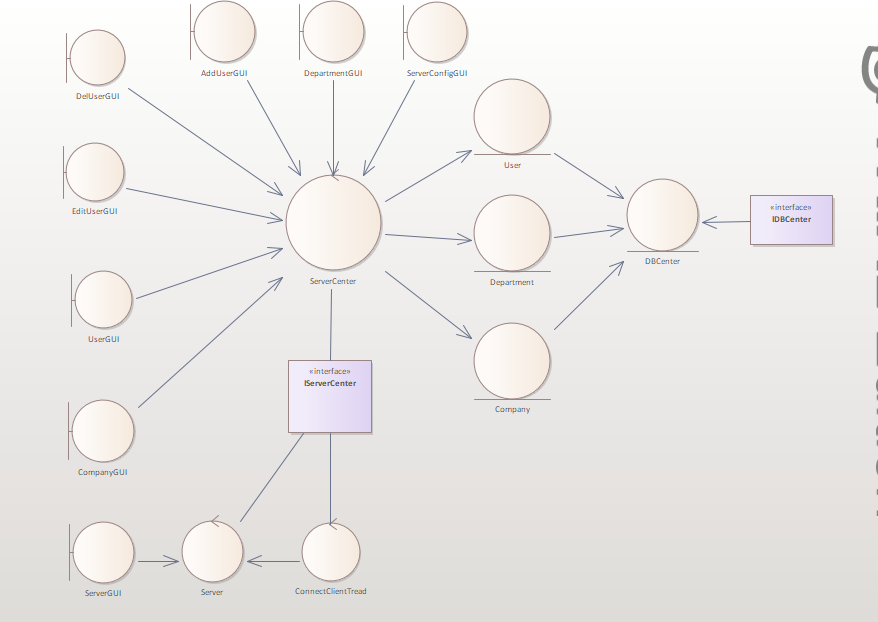 AddUserGUI
DepartmentGUI
ServerConfigGUI
DelUserGUI
User
EditUserGUI
«interface»
IDBCenter
DBCenter
ServerCenter
Department
UserGUI
«interface»
IServerCenter
Company
CompanyGUI
ServerGUI
Server
ConnectClientTread